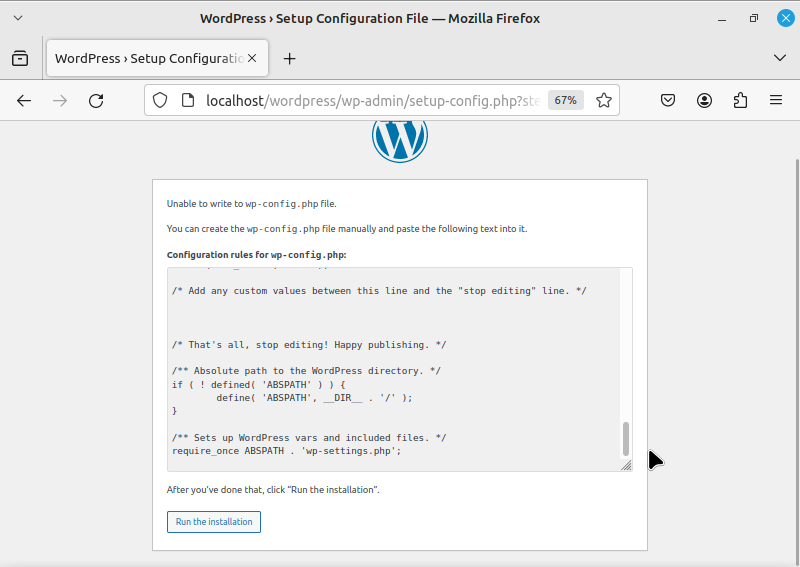 WordPress › Setup Configuration File — Mozilla Firefox
WordPress › Setup Configuratio
localhost/wordpress/wp-admin/setup-config.php?ste
67%
Unable to write to wp-config.php file.
You can create the wp-config.php file manually and paste the following text into it.
Configuration rules for wp-config.php:
/* Add any custom values between this line and the "stop editing" line. */
/* That's all, stop editing! Happy publishing. */
/** Absolute path to the WordPress directory. */
if ( ! defined( 'ABSPATH' ) ) {
define( 'ABSPATH', __DIR__ . '/' );
}
/** Sets up WordPress vars and included files. */
require_once ABSPATH . 'wp-settings.php';
After you've done that, click “Run the installation”.
Run the installation